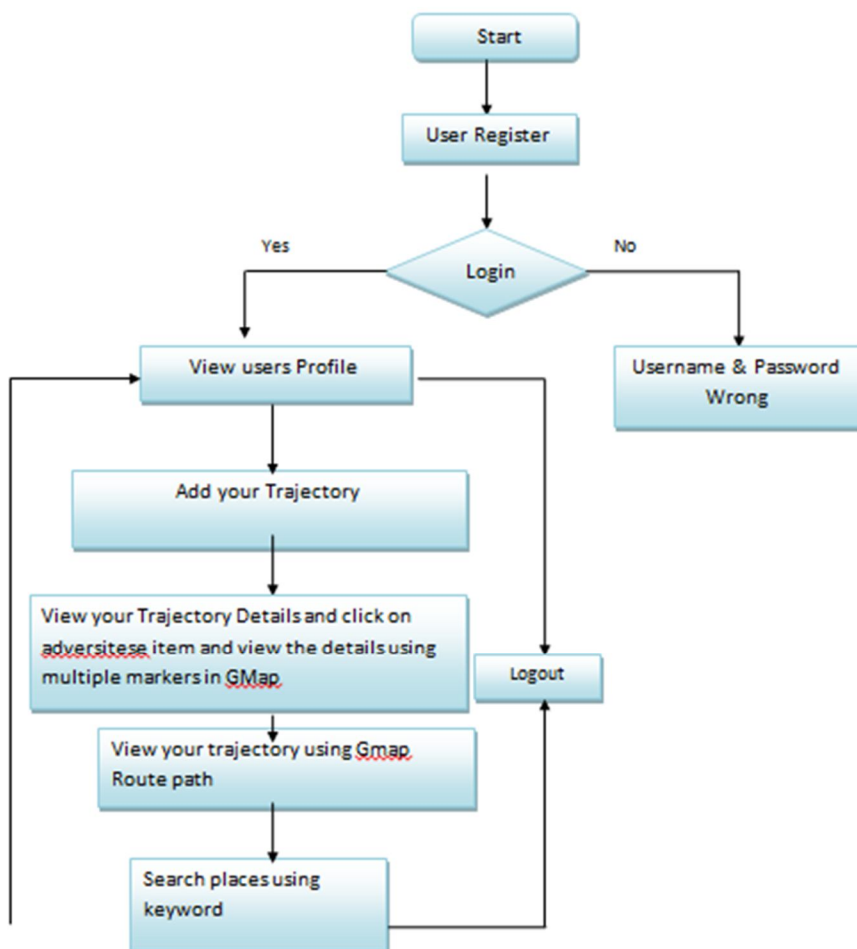 Start
User Register
Yes
No
Login
View users Profile
Username & Password
Wrong
Add your Trajectory
View your Trajectory Details and click on
adversitese item and view the details using
multiple markers in GMap
Logout
View your trajectory using Gmap
Route path
Search places using
keyword